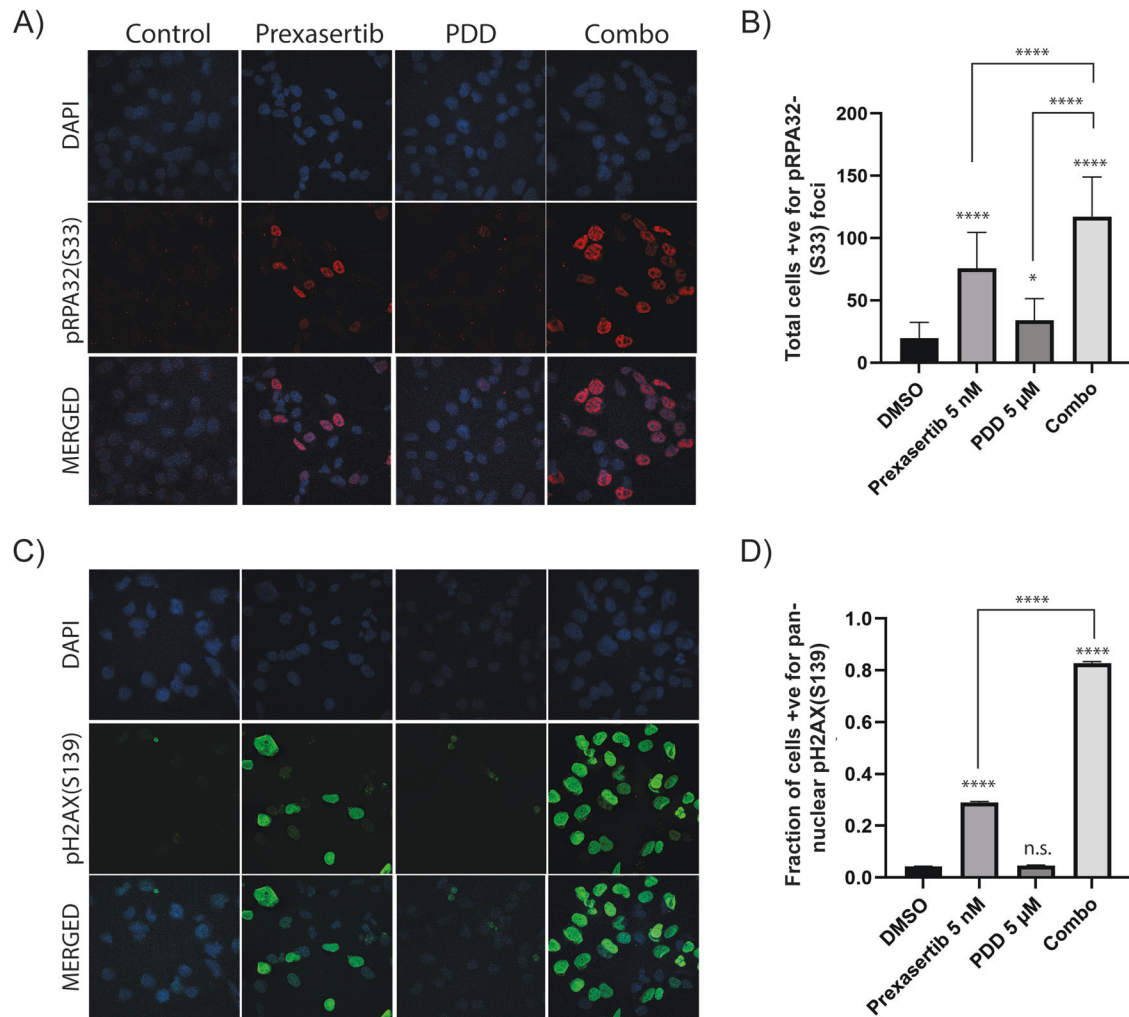 A)
Control
Prexasertib
PDD
Combo
DAPI
pRPA32(S33)
MERGED
B)
****
****
****
****
*
Total cells +ve for pRPA32-
(S33) foci
200
150
100
50
0
DMSO
Prexasertib 5 nM
PDD 5 µM
Combo
C)
DAPI
pH2AX(S139)
MERGED
D)
****
****
****
n.s.
Fraction of cells +ve for pan-
nuclear pH2AX(S139)
1.0
0.8
0.6
0.4
0.2
0.0
DMSO
Prexasertib 5 nM
PDD 5 µM
Combo